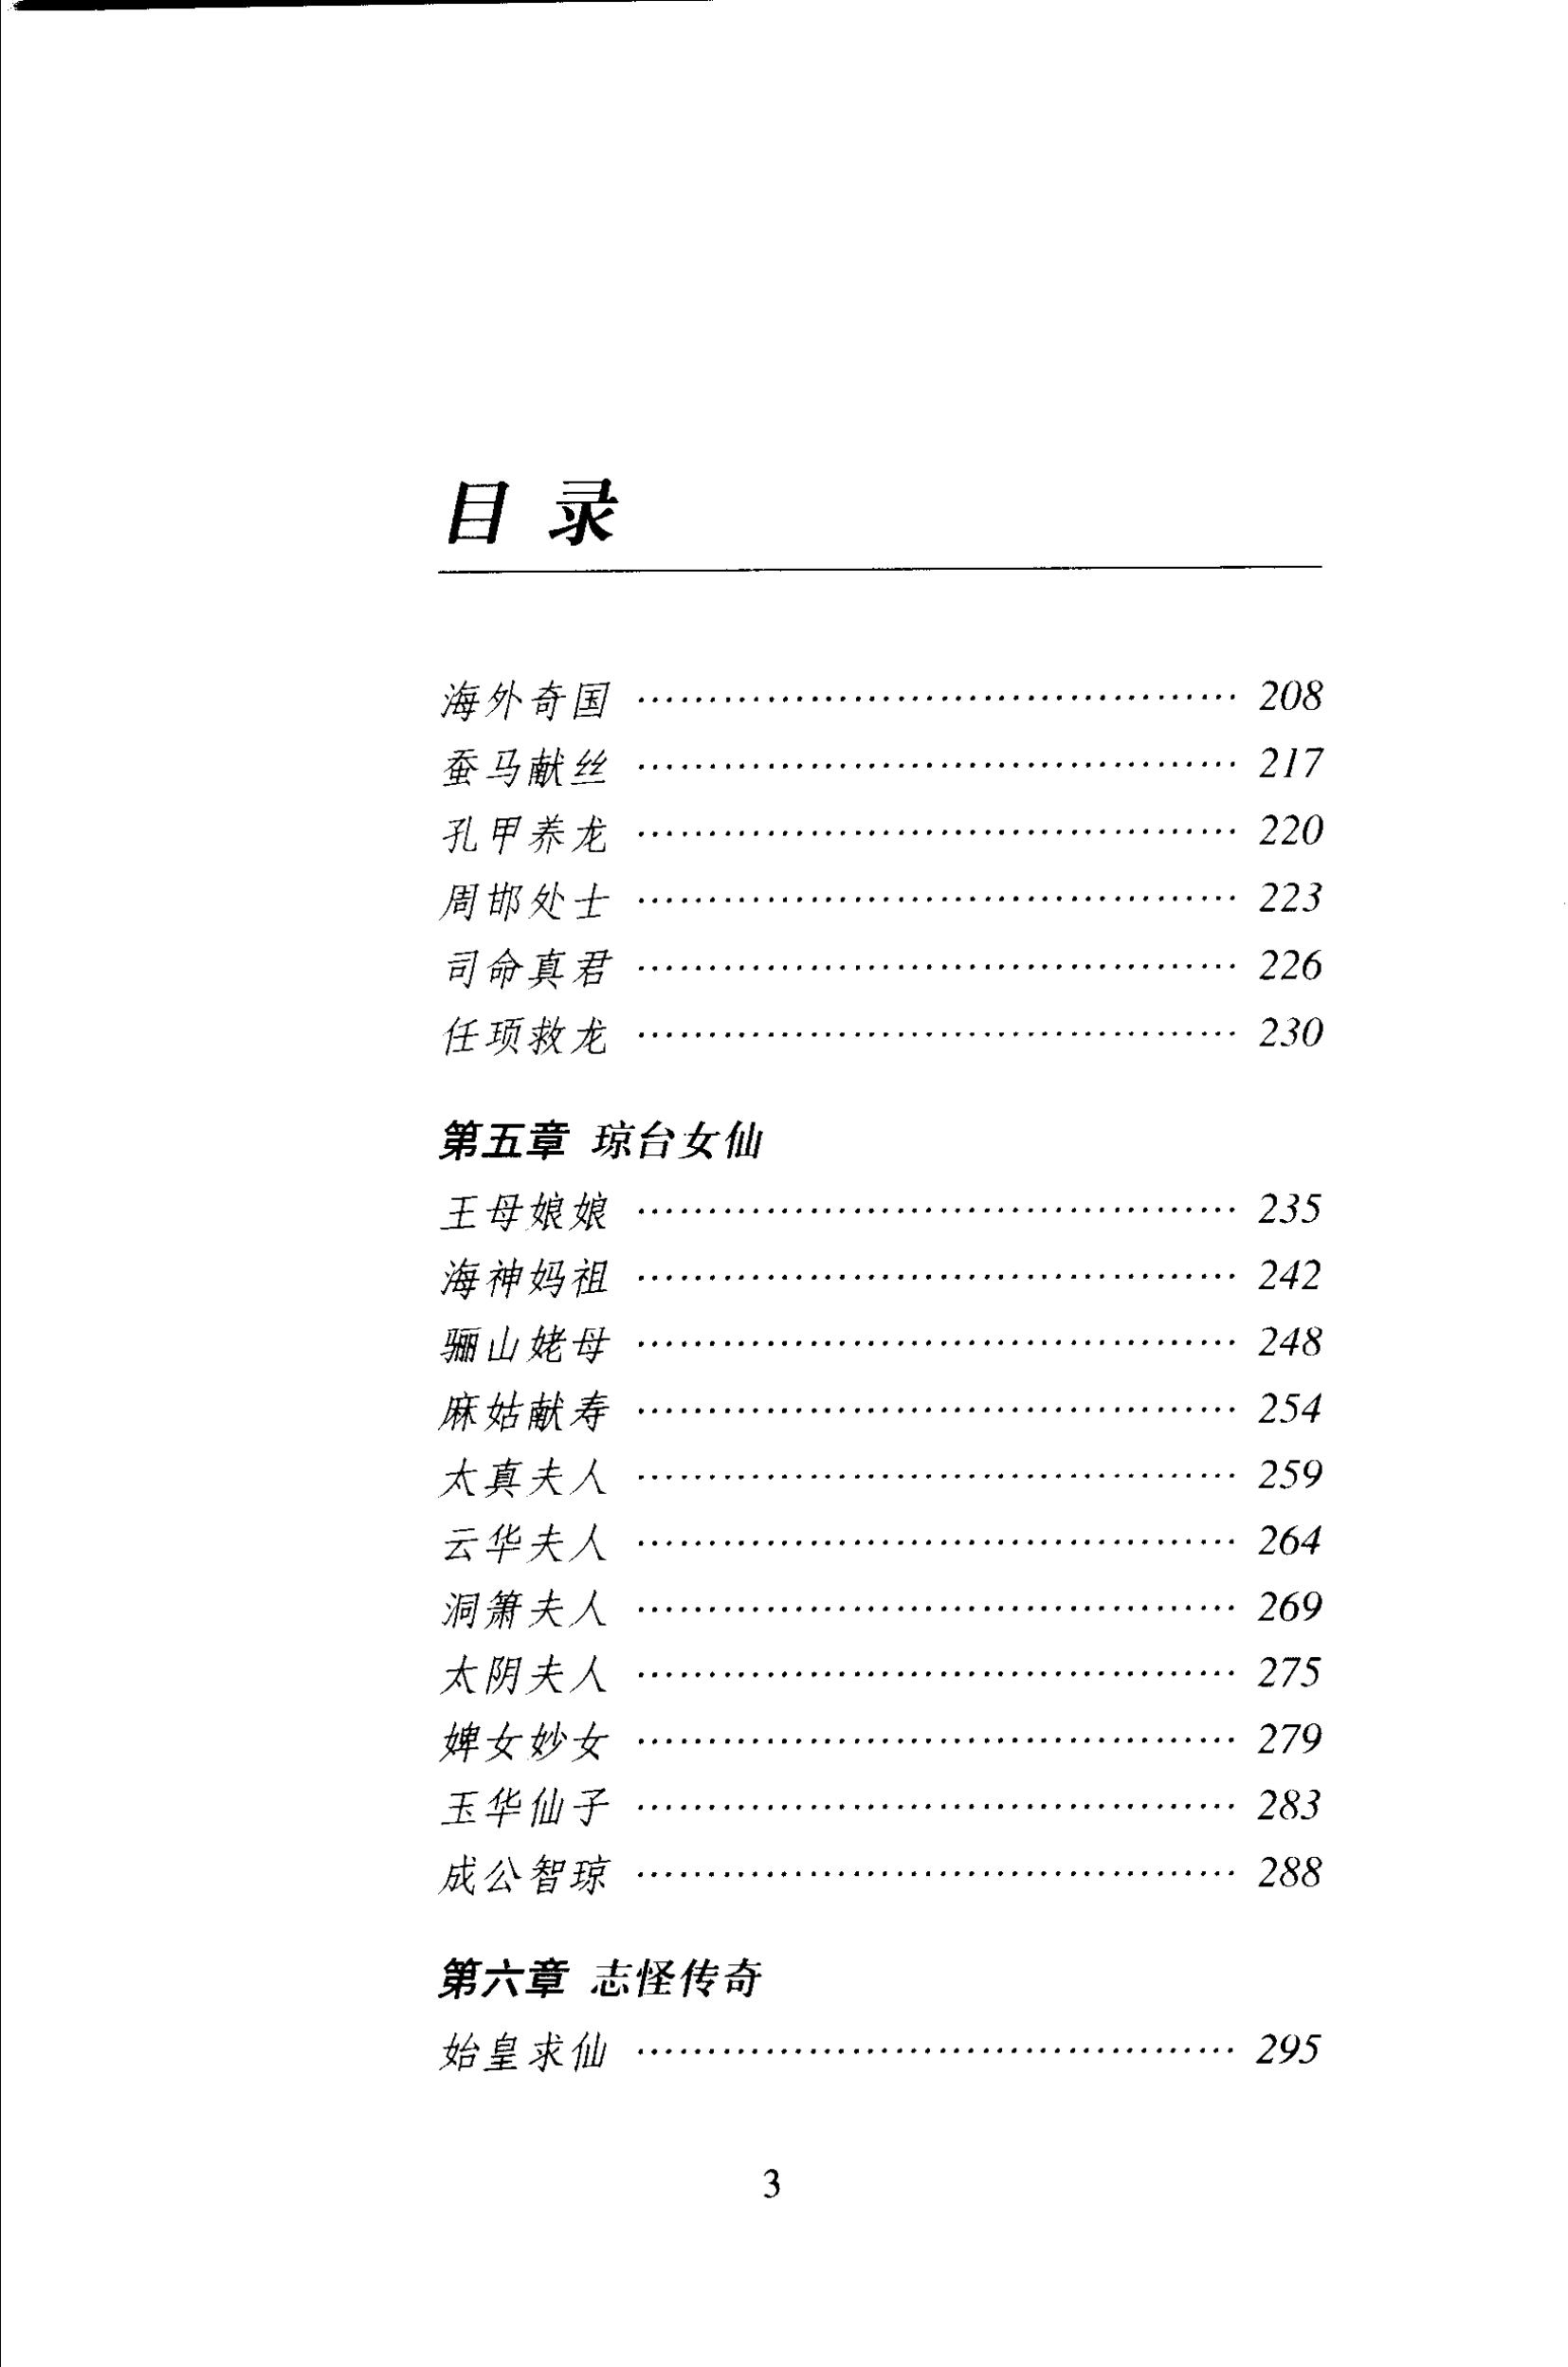 目录
海外奇国 …………………………………… 208
蚕马献丝 …………………………………… 217
孔甲养龙 …………………………………… 220
周邯处士 …………………………………… 223
司命真君 …………………………………… 226
任顼救龙 …………………………………… 230
第五章 琼台女仙
王母娘娘 …………………………………… 235
海神妈祖 …………………………………… 242
骊山姥母 …………………………………… 248
麻姑献寿 …………………………………… 254
太真夫人 …………………………………… 259
云华夫人 …………………………………… 264
洞箫夫人 …………………………………… 269
太阴夫人 …………………………………… 275
婢女妙女 …………………………………… 279
玉华仙子 …………………………………… 283
成公智琼 …………………………………… 288
第六章 志怪传奇
始皇求仙 …………………………………… 295
3